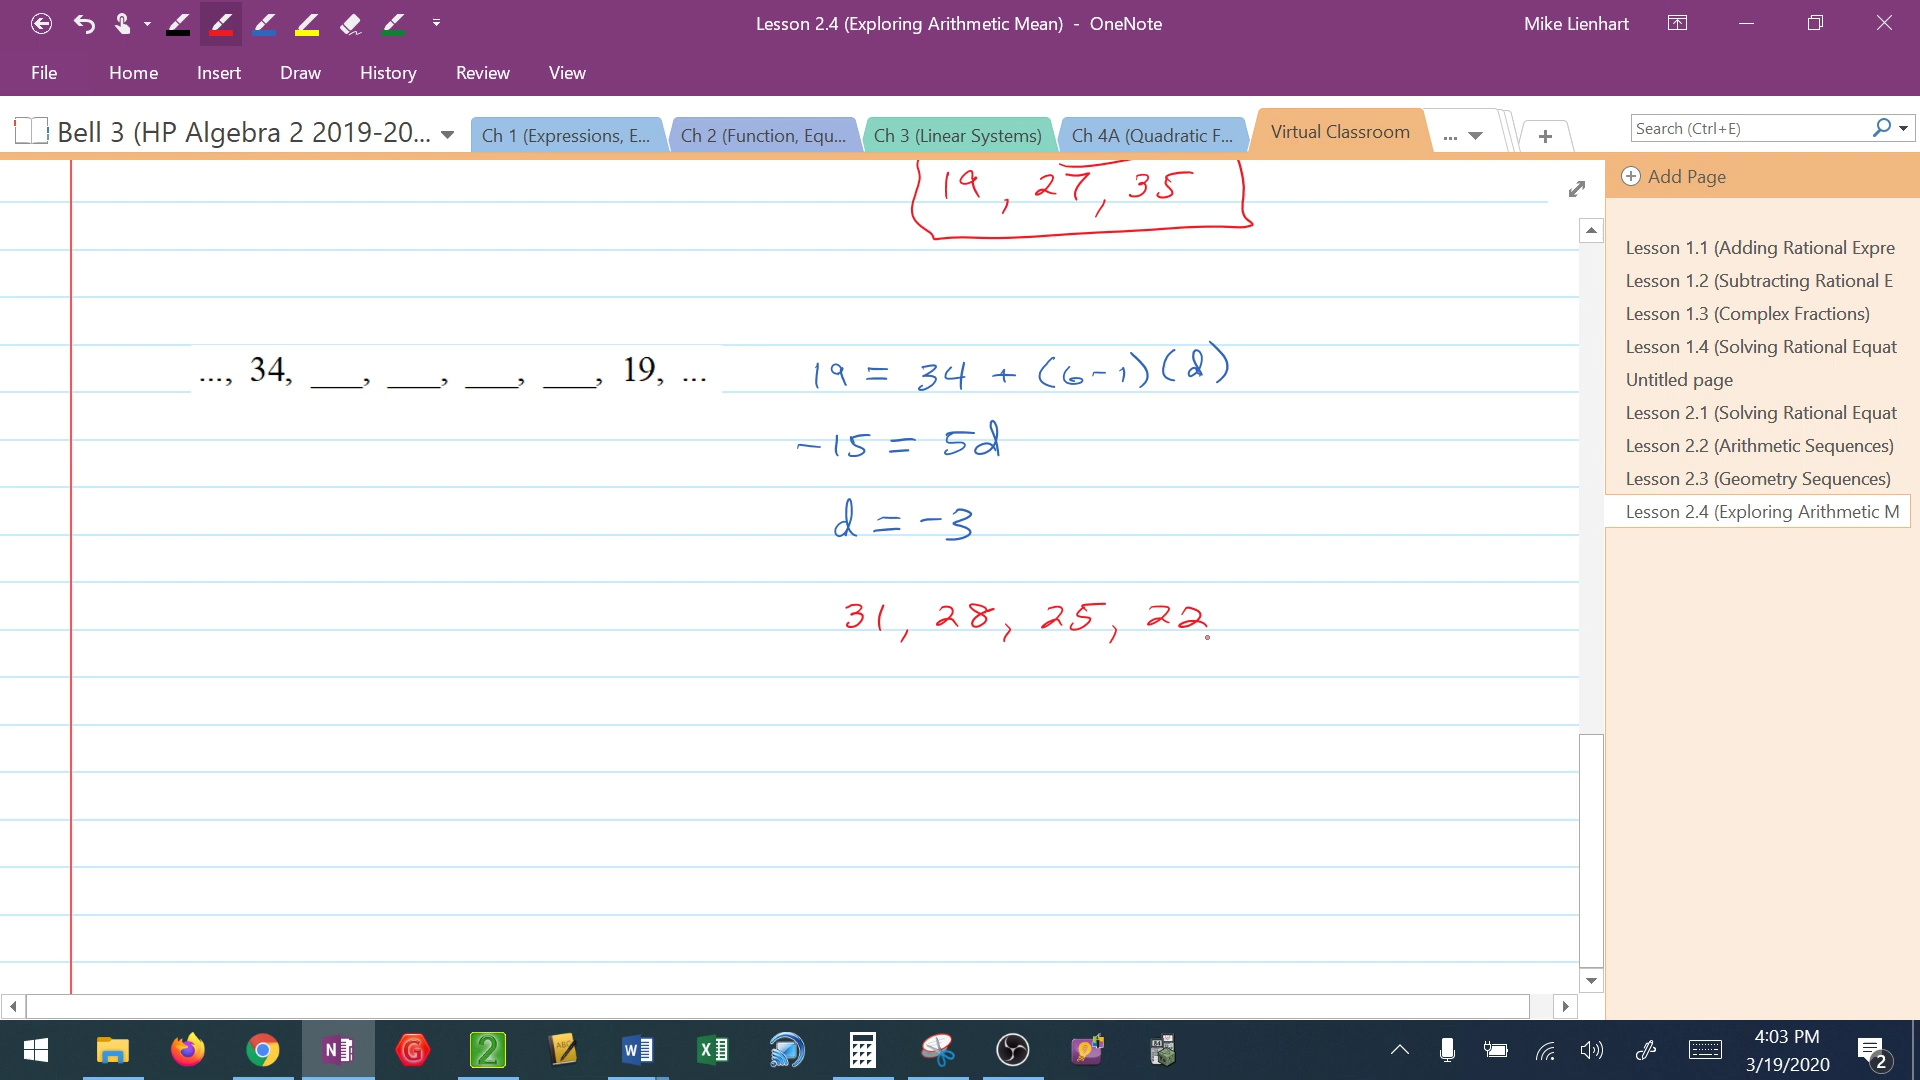 Lesson 2.4 (Exploring Arithmetic Mean) - OneNote
Mike Lienhart
File Home Insert Draw History Review View
Bell 3 (HP Algebra 2 2019-20...
Ch 1 (Expressions, E...
Ch 2 (Function, Equ...
Ch 3 (Linear Systems)
Ch 4A (Quadratic F...
Virtual Classroom
...
Search (Ctrl+E)
Add Page
Lesson 1.1 (Adding Rational Expre
Lesson 1.2 (Subtracting Rational E
Lesson 1.3 (Complex Fractions)
Lesson 1.4 (Solving Rational Equat
Untitled page
Lesson 2.1 (Solving Rational Equat
Lesson 2.2 (Arithmetic Sequences)
Lesson 2.3 (Geometry Sequences)
Lesson 2.4 (Exploring Arithmetic M
19, 27, 35
..., 34, ___, ___, ___, ___, 19, ...
19 = 34 + (6-1)(d)
-15 = 5d
d = -3
31, 28, 25, 22
4:03 PM
3/19/2020
2